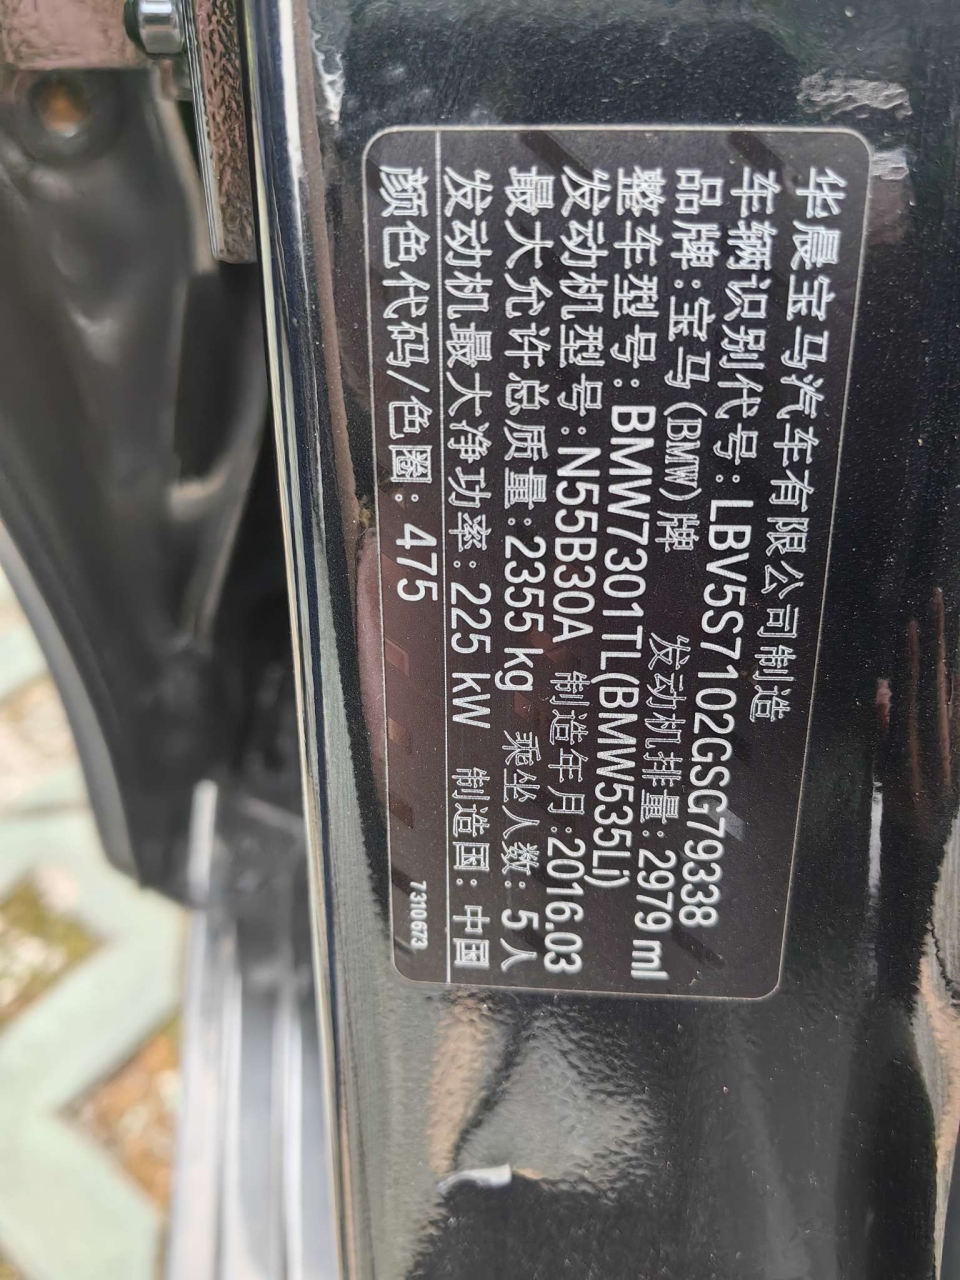 华晨宝马汽车有限公司制造
车辆识别代号:LBV5S7102GSG79338
品牌:宝马(BMW)牌 发动机排量:2979 ml
整车型号:BMW7301TL(BMW535Li)
发动机型号:N55B30A 制造年月:2016.03
最大允许总质量:2355 kg 乘坐人数:5人
发动机最大净功率:225 kW 制造国:中国
颜色代码/色圈:475 7 310 673